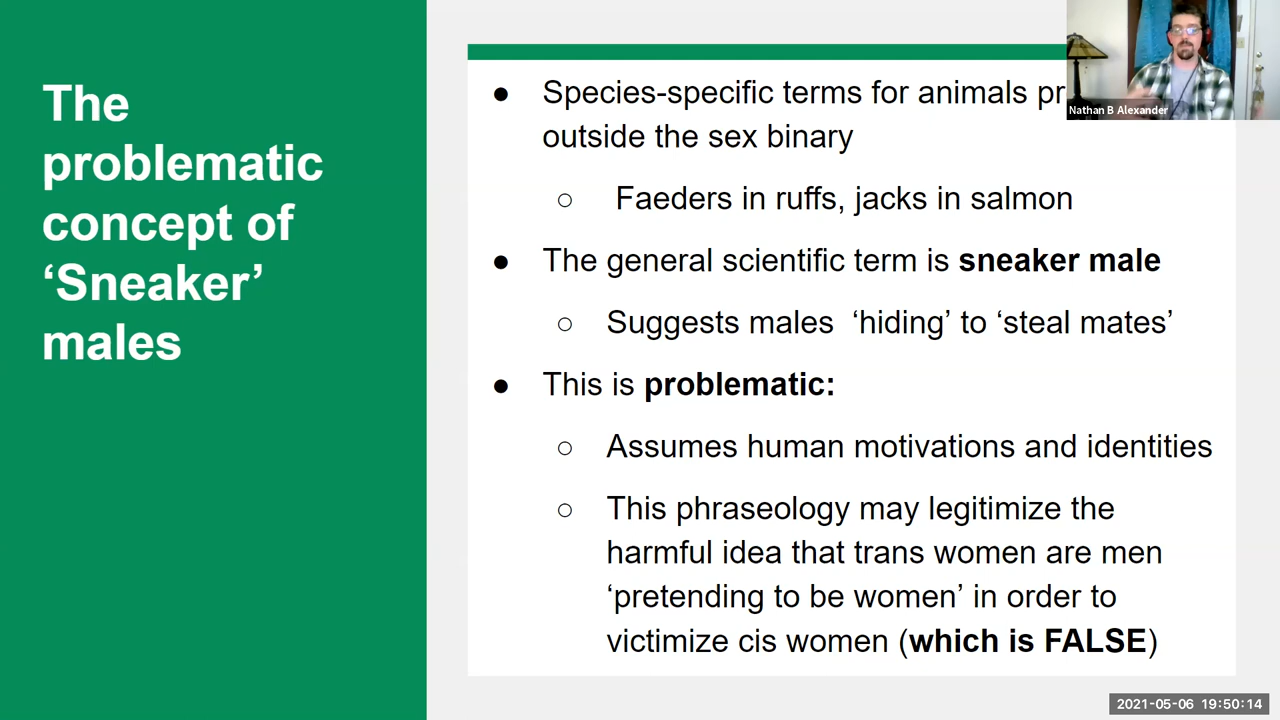 The
problematic
concept of
‘Sneaker’
males
● Species-specific terms for animals
outside the sex binary
○ Faeders in ruffs, jacks in salmon
● The general scientific term is sneaker male
○ Suggests males ‘hiding’ to ‘steal mates’
● This is problematic:
○ Assumes human motivations and identities
○ This phraseology may legitimize the
harmful idea that trans women are men
‘pretending to be women’ in order to
victimize cis women (which is FALSE)
Nathan B Alexander
2021-05-06 19:50:14